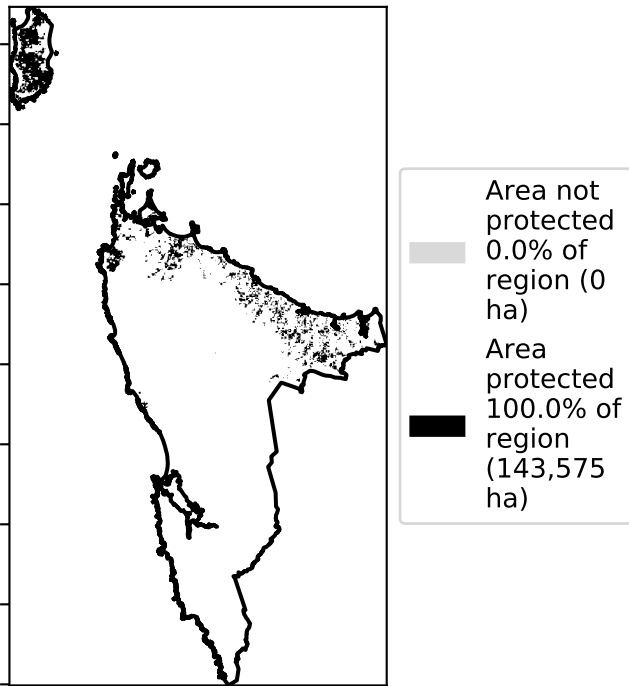 Area not
protected
0.0% of
region (0
ha)
Area
protected
100.0% of
region
(143,575
ha)